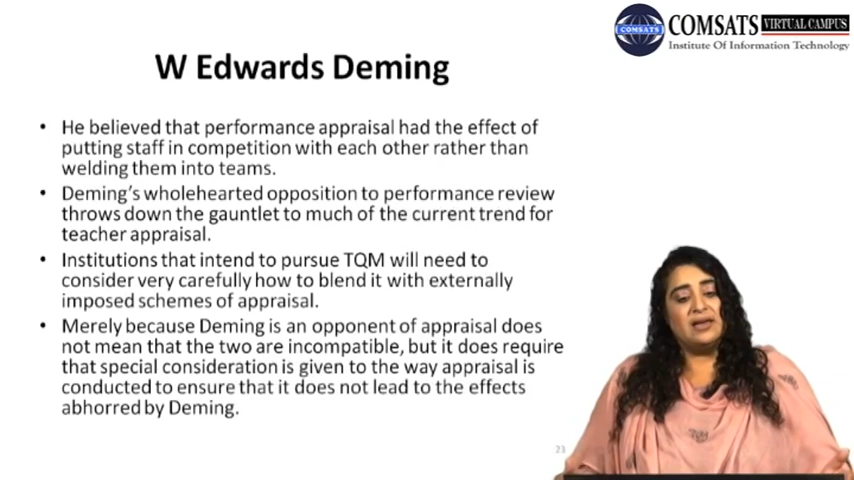 COMSATS VIRTUAL CAMPUS
Institute Of Information Technology
COMSATS
W Edwards Deming
• He believed that performance appraisal had the effect of
putting staff in competition with each other rather than
welding them into teams.
• Deming's wholehearted opposition to performance review
throws down the gauntlet to much of the current trend for
teacher appraisal.
• Institutions that intend to pursue TQM will need to
consider very carefully how to blend it with externally
imposed schemes of appraisal.
• Merely because Deming is an opponent of appraisal does
not mean that the two are incompatible, but it does require
that special consideration is given to the way appraisal is
conducted to ensure that it does not lead to the effects
abhorred by Deming.
23